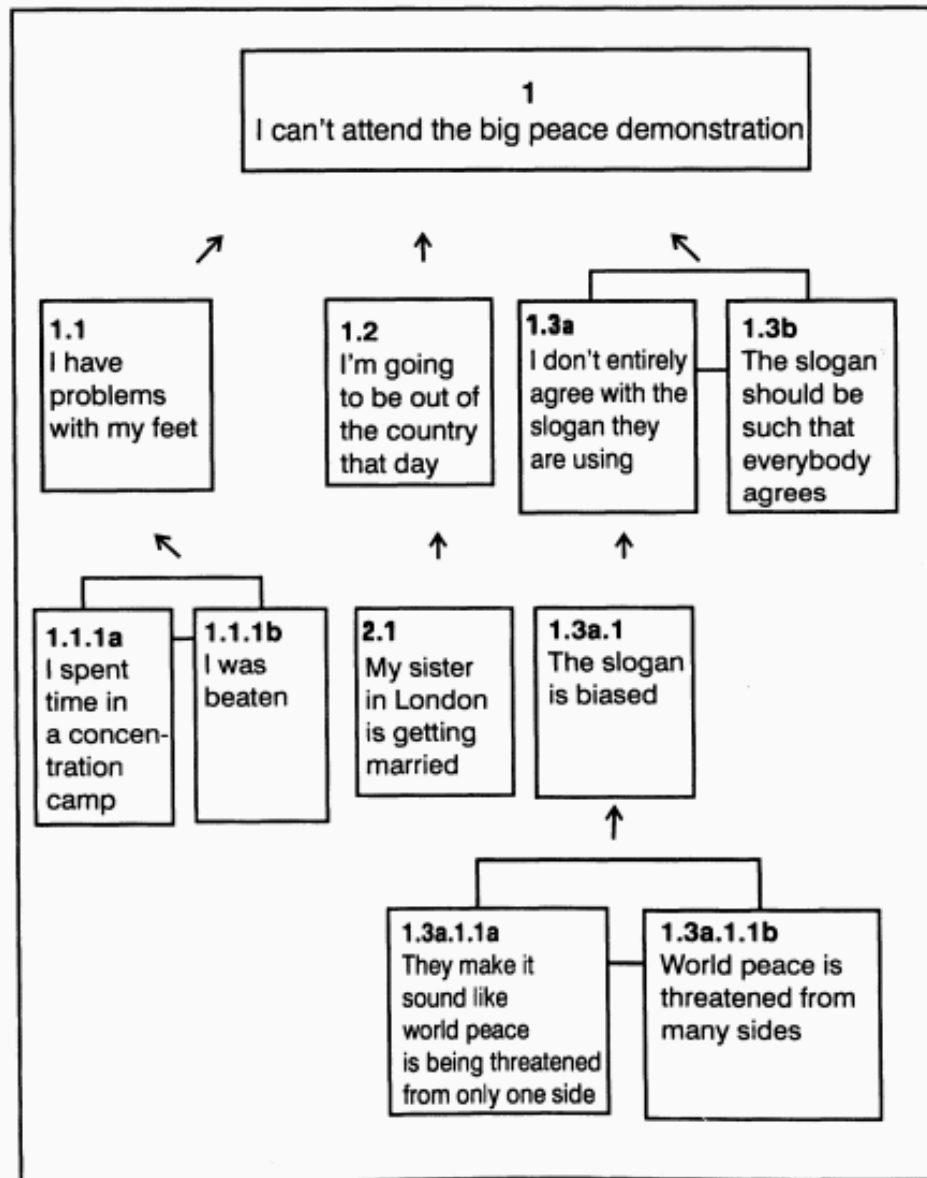 1
I can't attend the big peace demonstration
1.1
I have
problems
with my feet
1.2
I'm going
to be out of
the country
that day
1.3a
I don't entirely
agree with the
slogan they
are using
1.3b
The slogan
should be
such that
everybody
agrees
1.1.1a
I spent
time in
a concen-
tration
camp
1.1.1b
I was
beaten
2.1
My sister
in London
is getting
married
1.3a.1
The slogan
is biased
1.3a.1.1a
They make it
sound like
world peace
is being threatened
from only one side
1.3a.1.1b
World peace is
threatened from
many sides